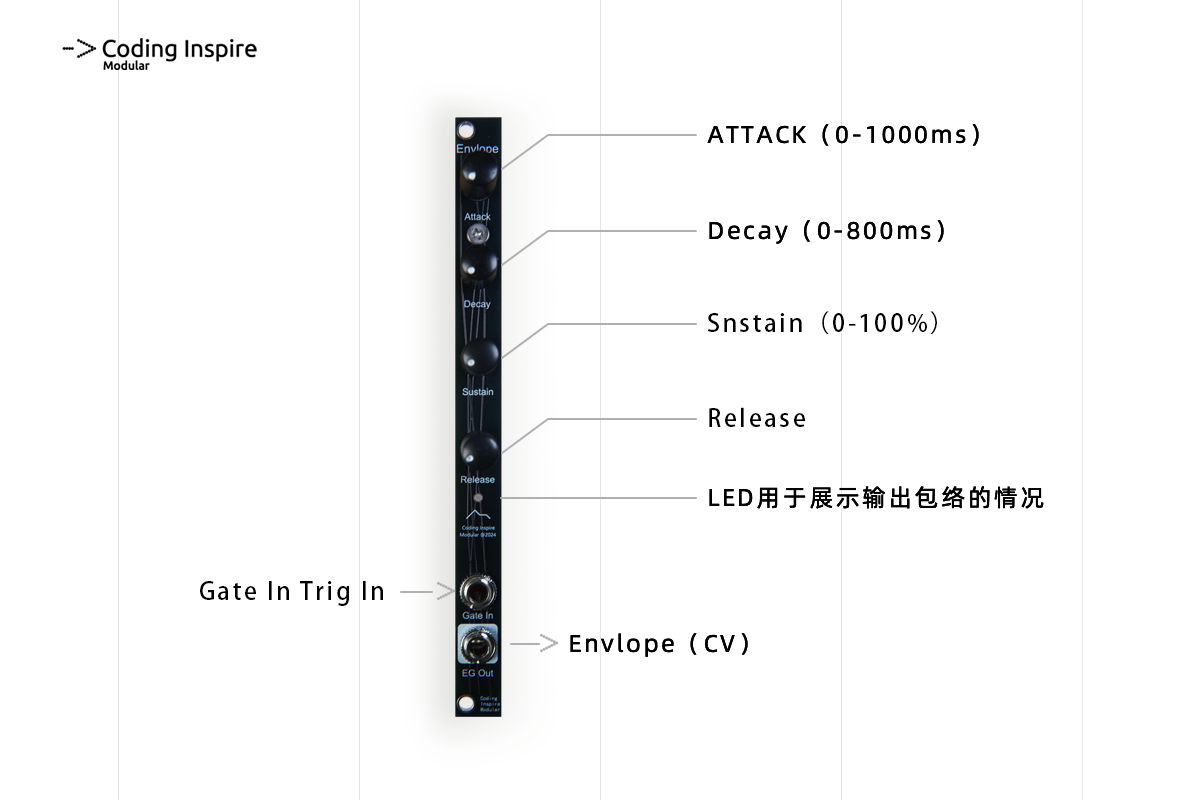 Coding Inspire
Modular
Envlope
ATTACK（0-1000ms）
Attack
Decay（0-800ms）
Decay
Snstain（0-100%）
Sustain
Release
Release
LED用于展示输出包络的情况
Coding Inspire
Modular @2024
Gate In Trig In
Gate In
Envlope（CV）
EG Out
Coding
Inspire
Modular